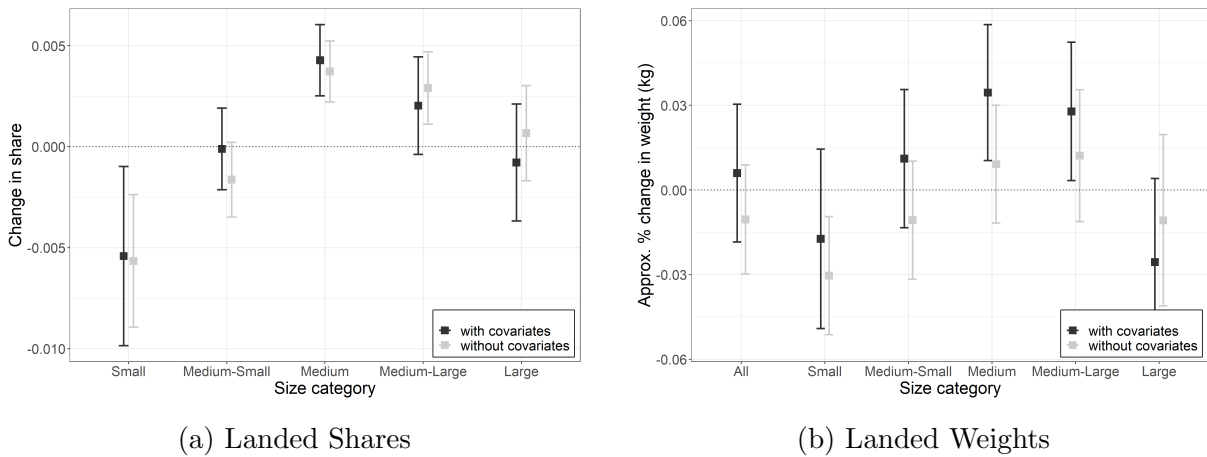 0.005
0.000
-0.005
-0.010
Change in share
with covariates
without covariates
Small Medium-Small Medium Medium-Large Large
Size category
(a) Landed Shares
0.06
0.03
0.00
-0.03
-0.06
Approx. % change in weight (kg)
with covariates
without covariates
All Small Medium-Small Medium Medium-Large Large
Size category
(b) Landed Weights